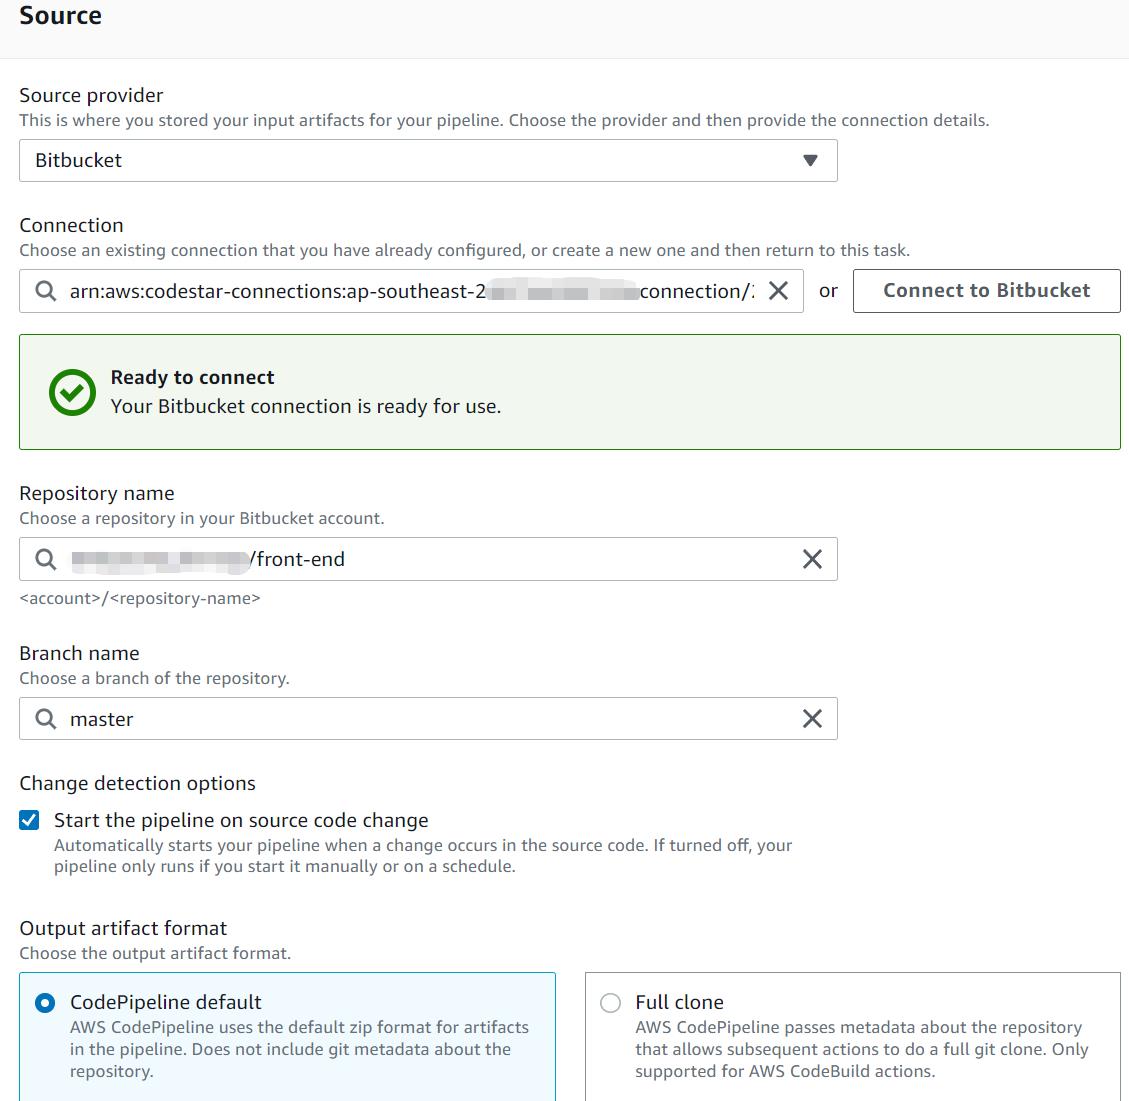 Source
Source provider
This is where you stored your input artifacts for your pipeline. Choose the provider and then provide the connection details.
Bitbucket
Connection
Choose an existing connection that you have already configured, or create a new one and then return to this task.
arn:aws:codestar-connections:ap-southeast-2 connection/ or Connect to Bitbucket
Ready to connect
Your Bitbucket connection is ready for use.
Repository name
Choose a repository in your Bitbucket account.
/front-end
<account>/<repository-name>
Branch name
Choose a branch of the repository.
master
Change detection options
Start the pipeline on source code change
Automatically starts your pipeline when a change occurs in the source code. If turned off, your
pipeline only runs if you start it manually or on a schedule.
Output artifact format
Choose the output artifact format.
CodePipeline default
AWS CodePipeline uses the default zip format for artifacts
in the pipeline. Does not include git metadata about the
repository.
Full clone
AWS CodePipeline passes metadata about the repository
that allows subsequent actions to do a full git clone. Only
supported for AWS CodeBuild actions.